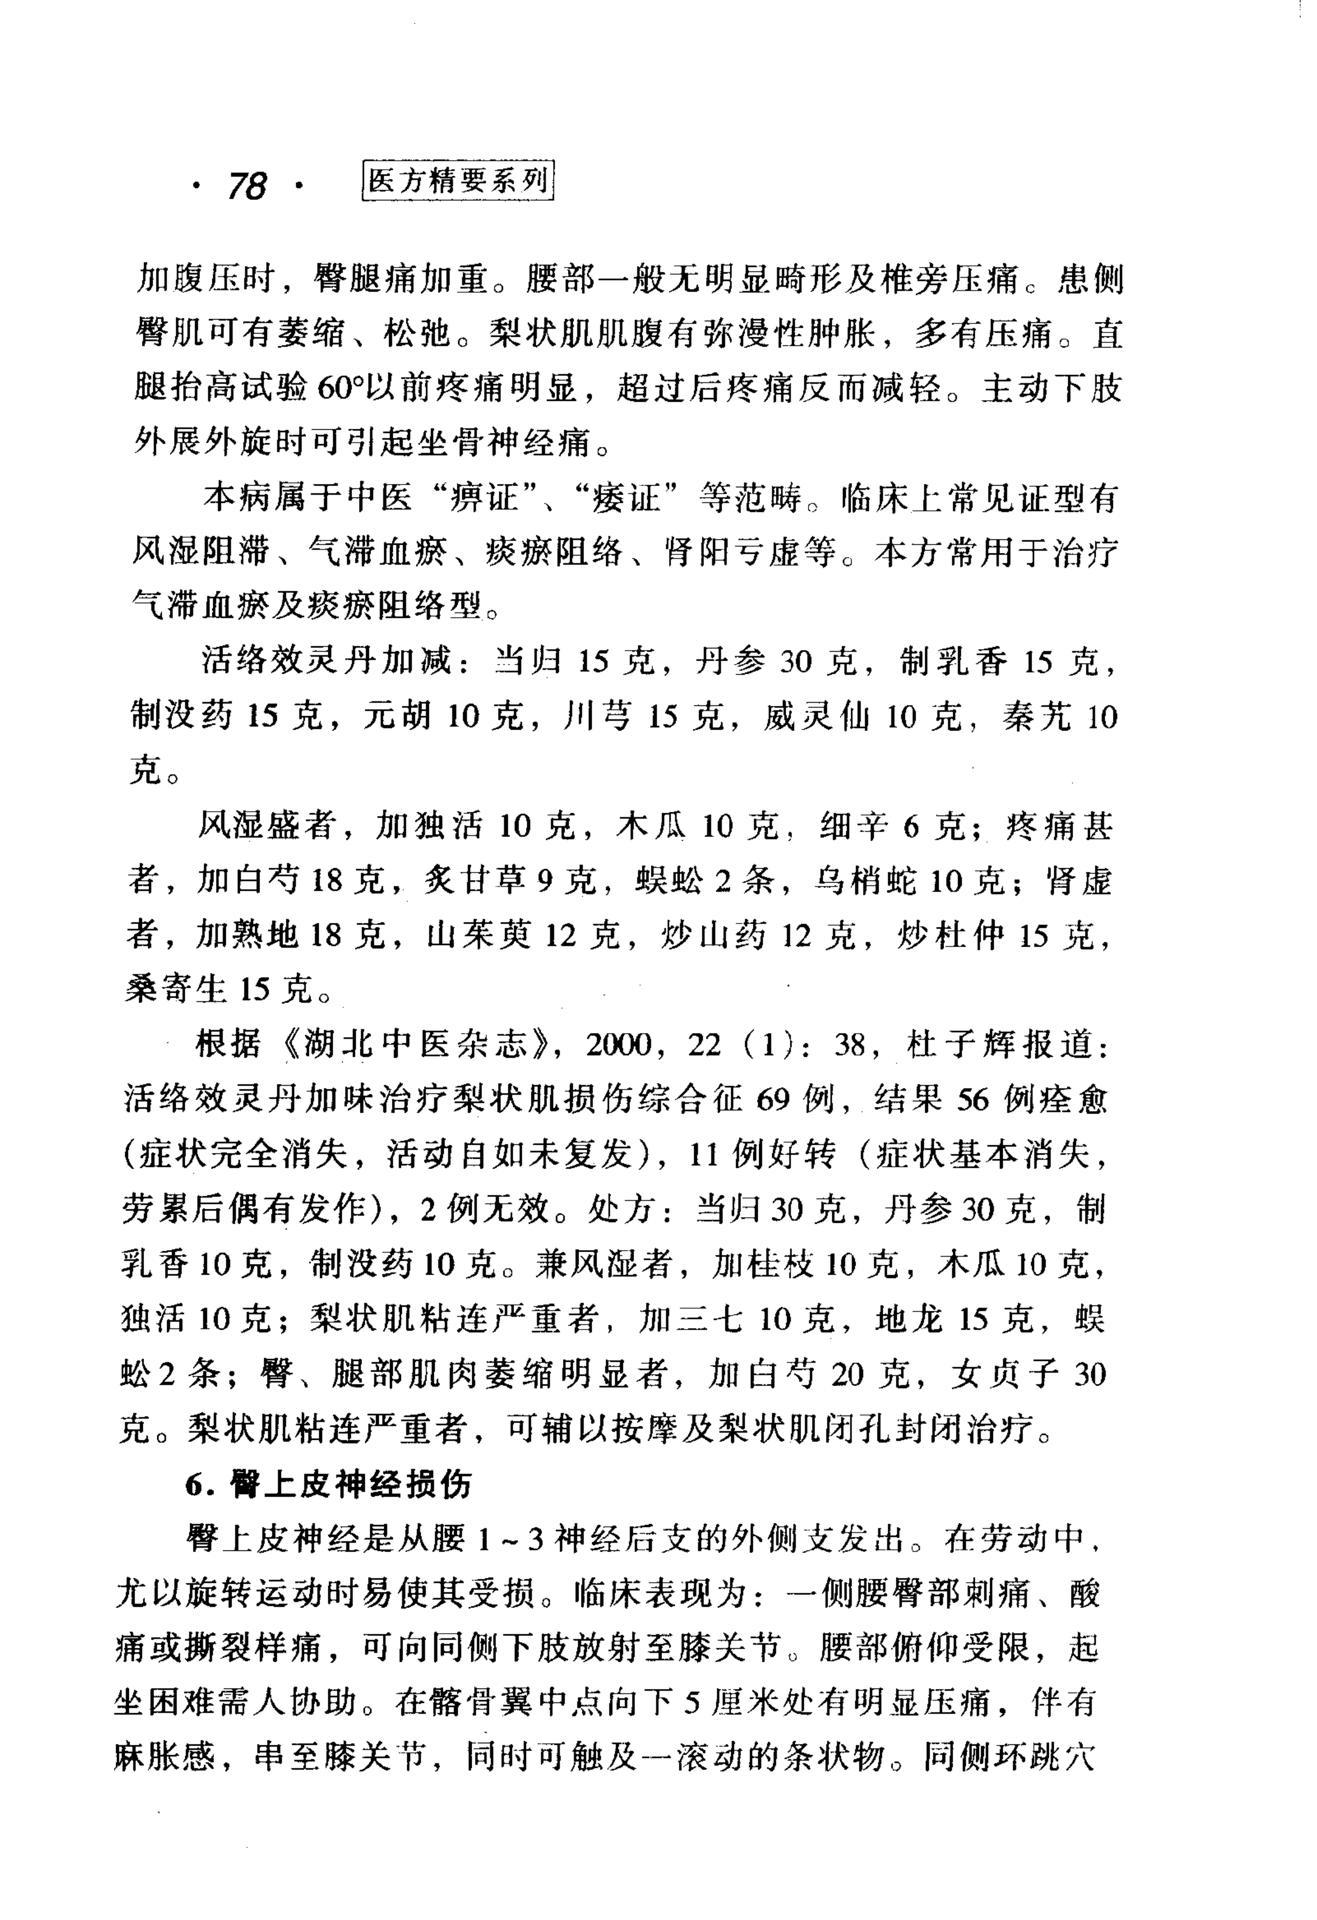 · 78 · 医方精要系列
加腹压时，臀腿痛加重。腰部一般无明显畸形及椎旁压痛。患侧
臀肌可有萎缩、松弛。梨状肌肌腹有弥漫性肿胀，多有压痛。直
腿抬高试验 60°以前疼痛明显，超过后疼痛反而减轻。主动下肢
外展外旋时可引起坐骨神经痛。
本病属于中医“痹证”、“痿证”等范畴。临床上常见证型有
风湿阻滞、气滞血瘀、痰瘀阻络、肾阳亏虚等。本方常用于治疗
气滞血瘀及痰瘀阻络型。
活络效灵丹加减：当归 15 克，丹参 30 克，制乳香 15 克，
制没药 15 克，元胡 10 克，川芎 15 克，威灵仙 10 克，秦艽 10
克。
风湿盛者，加独活 10 克，木瓜 10 克，细辛 6 克；疼痛甚
者，加白芍 18 克，炙甘草 9 克，蜈蚣 2 条，乌梢蛇 10 克；肾虚
者，加熟地 18 克，山茱萸 12 克，炒山药 12 克，炒杜仲 15 克，
桑寄生 15 克。
根据《湖北中医杂志》，2000，22（1）：38，杜子辉报道：
活络效灵丹加味治疗梨状肌损伤综合征 69 例，结果 56 例痊愈
（症状完全消失，活动自如未复发），11 例好转（症状基本消失，
劳累后偶有发作），2 例无效。处方：当归 30 克，丹参 30 克，制
乳香 10 克，制没药 10 克。兼风湿者，加桂枝 10 克，木瓜 10 克，
独活 10 克；梨状肌粘连严重者，加三七 10 克，地龙 15 克，蜈
蚣 2 条；臀、腿部肌肉萎缩明显者，加白芍 20 克，女贞子 30
克。梨状肌粘连严重者，可辅以按摩及梨状肌闭孔封闭治疗。
6. 臀上皮神经损伤
臀上皮神经是从腰 1～3 神经后支的外侧支发出。在劳动中，
尤以旋转运动时易使其受损。临床表现为：一侧腰臀部刺痛、酸
痛或撕裂样痛，可向同侧下肢放射至膝关节。腰部俯仰受限，起
坐困难需人协助。在髂骨翼中点向下 5 厘米处有明显压痛，伴有
麻胀感，串至膝关节，同时可触及一滚动的条状物。同侧环跳穴